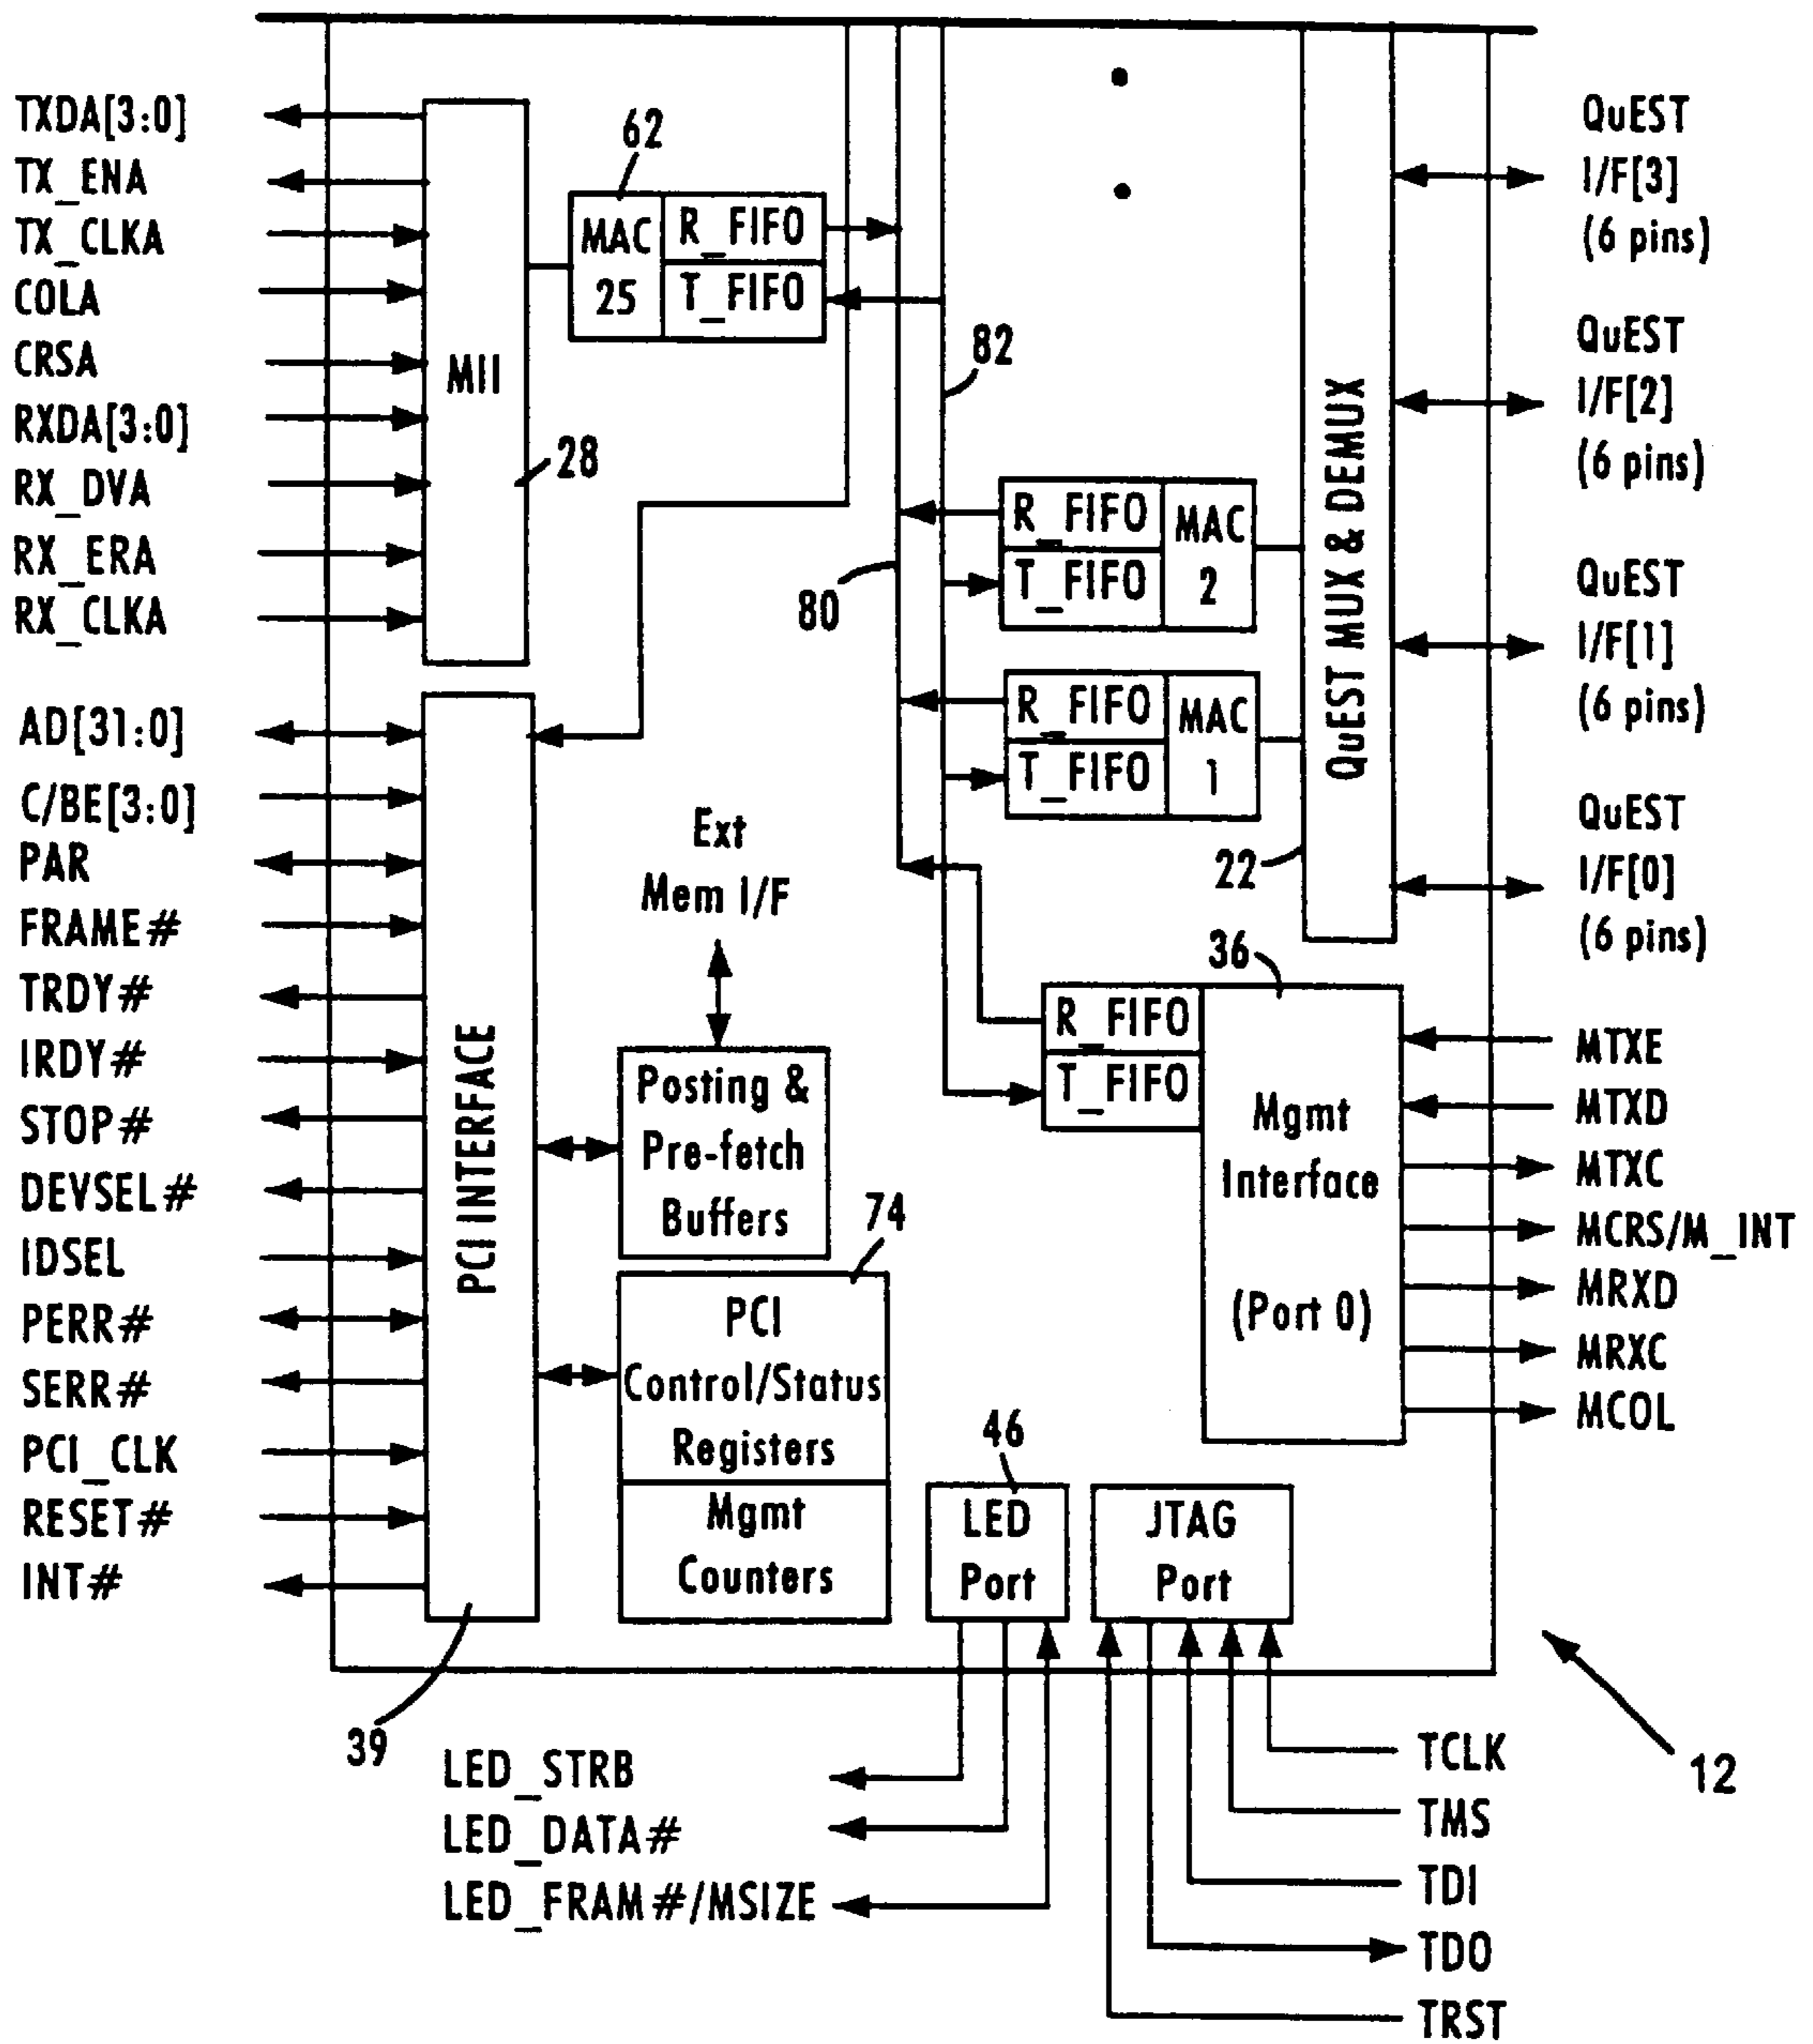 TXDA[3:0]
TX_ENA
TX_CLKA
COLA
CRSA
RXDA[3:0]
RX_DVA
RX_ERA
RX_CLKA
MII
28
62
MAC
25
R_FIFO
T_FIFO
82
80
R_FIFO
T_FIFO
MAC
2
R_FIFO
T_FIFO
MAC
1
QuEST MUX & DEMUX
22
QuEST
I/F[3]
(6 pins)
QuEST
I/F[2]
(6 pins)
QuEST
I/F[1]
(6 pins)
QuEST
I/F[0]
(6 pins)
AD[31:0]
C/BE[3:0]
PAR
FRAME#
TRDY#
IRDY#
STOP#
DEVSEL#
IDSEL
PERR#
SERR#
PCI_CLK
RESET#
INT#
PCI INTERFACE
39
Ext
Mem I/F
Posting &
Pre-fetch
Buffers
74
PCI
Control/Status
Registers
Mgmt
Counters
36
R_FIFO
T_FIFO
Mgmt
Interface
(Port 0)
MTXE
MTXD
MTXC
MCRS/M_INT
MRXD
MRXC
MCOL
46
LED
Port
JTAG
Port
LED_STRB
LED_DATA#
LED_FRAM#/MSIZE
TCLK
TMS
TDI
TDO
TRST
12